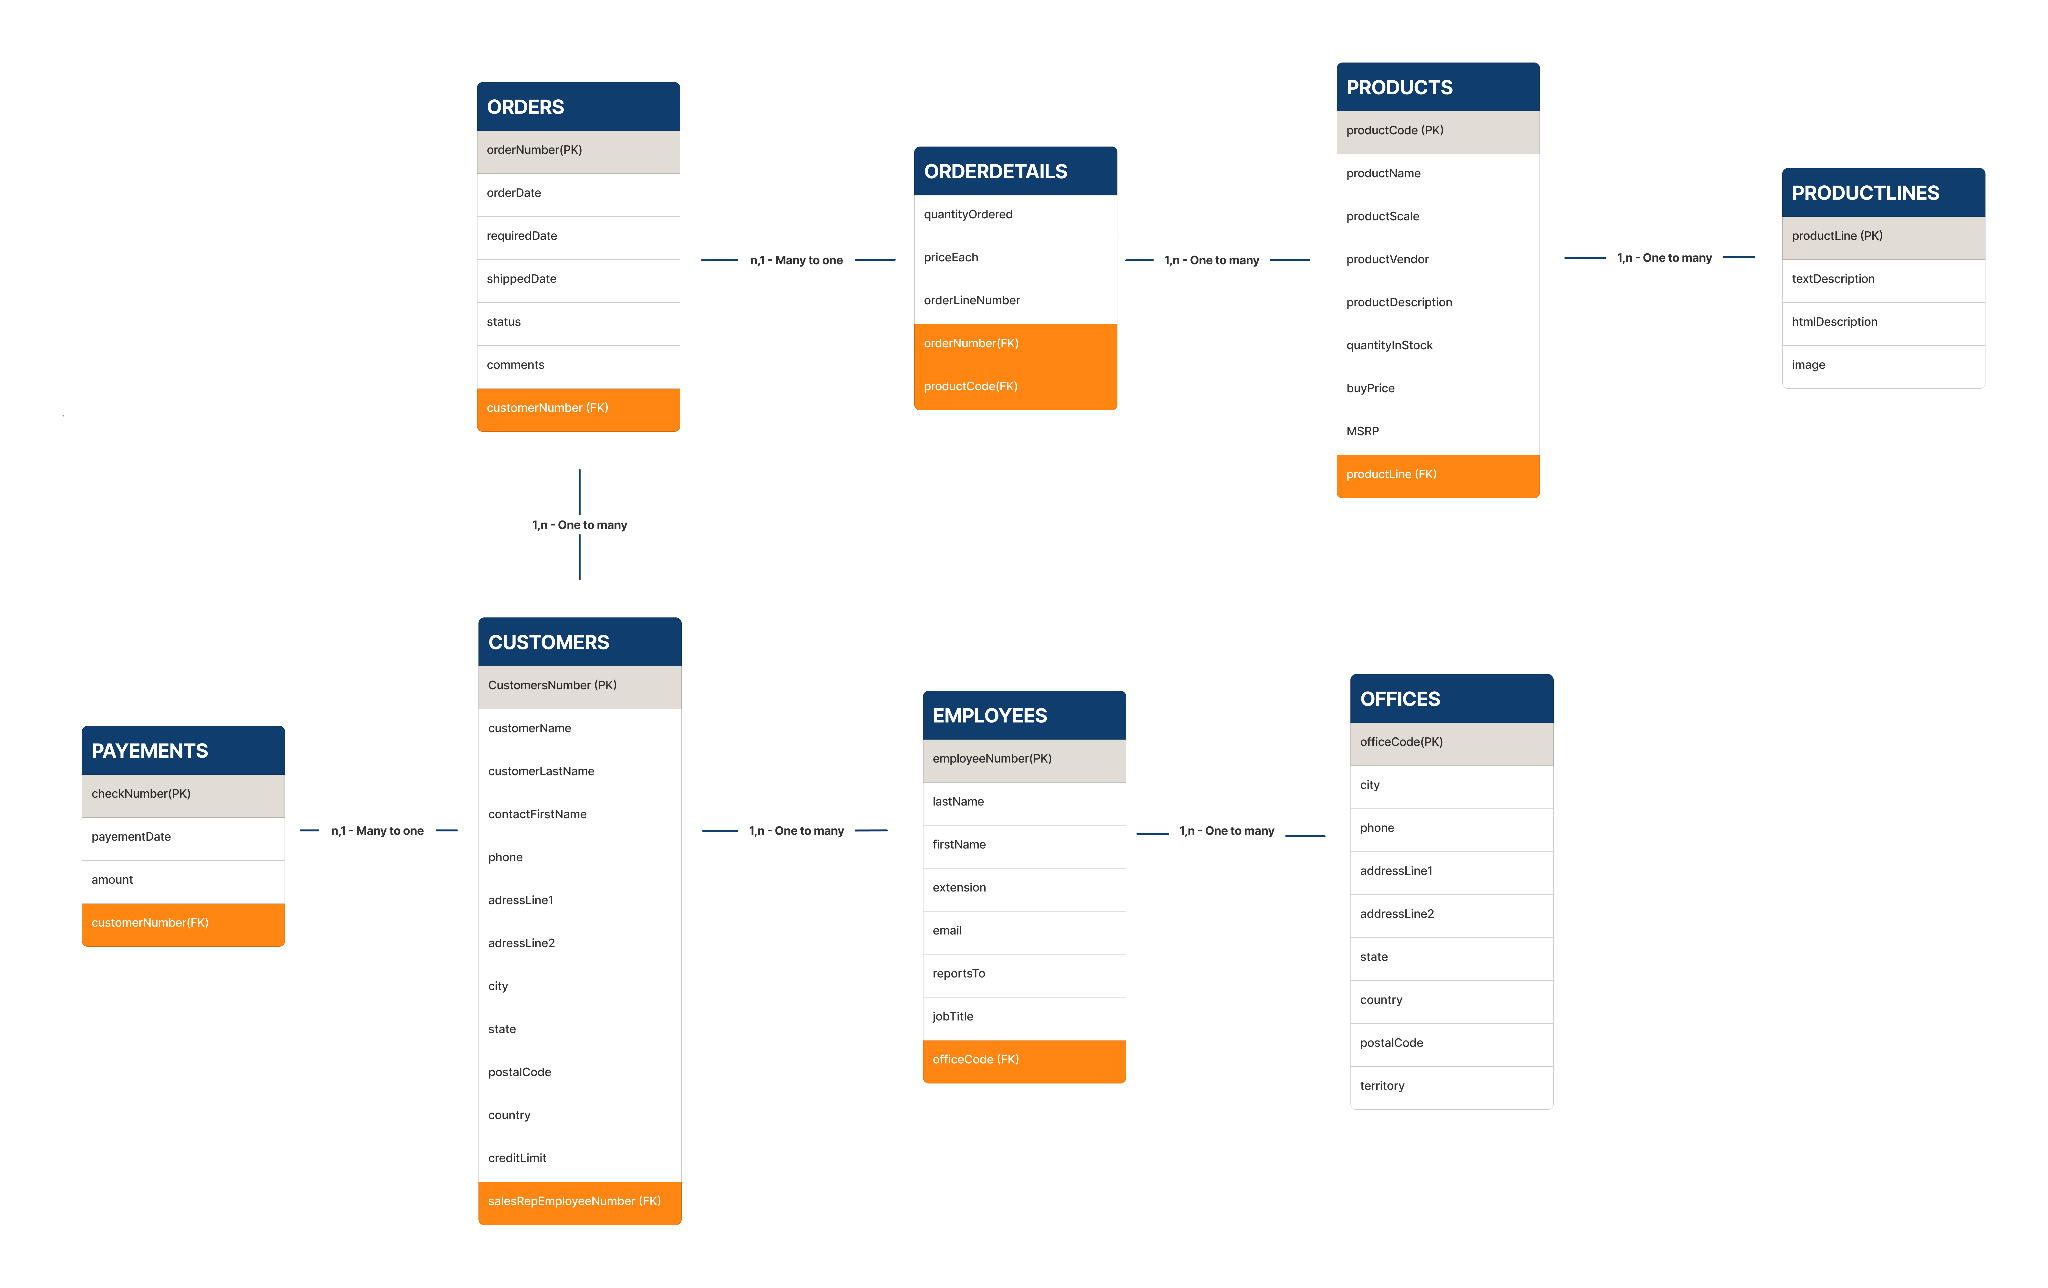 ORDERS
orderNumber(PK)
orderDate
requiredDate
shippedDate
status
comments
customerNumber (FK)
n,1 - Many to one
ORDERDETAILS
quantityOrdered
priceEach
orderLineNumber
orderNumber(FK)
productCode(FK)
1,n - One to many
PRODUCTS
productCode (PK)
productName
productScale
productVendor
productDescription
quantityInStock
buyPrice
MSRP
productLine (FK)
1,n - One to many
PRODUCTLINES
productLine (PK)
textDescription
htmlDescription
image
1,n - One to many
PAYEMENTS
checkNumber(PK)
payementDate
amount
customerNumber(FK)
n,1 - Many to one
CUSTOMERS
CustomersNumber (PK)
customerName
customerLastName
contactFirstName
phone
adressLine1
adressLine2
city
state
postalCode
country
creditLimit
salesRepEmployeeNumber (FK)
1,n - One to many
EMPLOYEES
employeeNumber(PK)
lastName
firstName
extension
email
reportsTo
jobTitle
officeCode (FK)
1,n - One to many
OFFICES
officeCode(PK)
city
phone
addressLine1
addressLine2
state
country
postalCode
territory